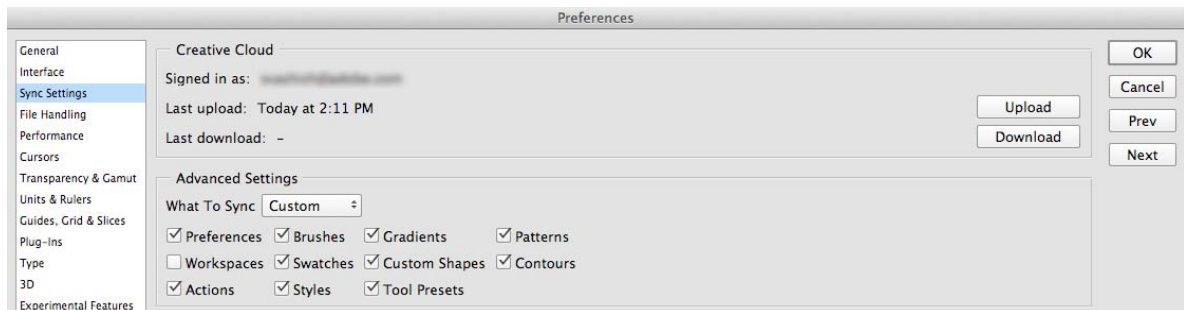 Preferences
General
Interface
Sync Settings
File Handling
Performance
Cursors
Transparency & Gamut
Units & Rulers
Guides, Grid & Slices
Plug-Ins
Type
3D
Experimental Features
Creative Cloud
Signed in as:
Last upload: Today at 2:11 PM
Upload
Last download: –
Download
Advanced Settings
What To Sync Custom
Preferences Brushes Gradients Patterns
Workspaces Swatches Custom Shapes Contours
Actions Styles Tool Presets
OK
Cancel
Prev
Next